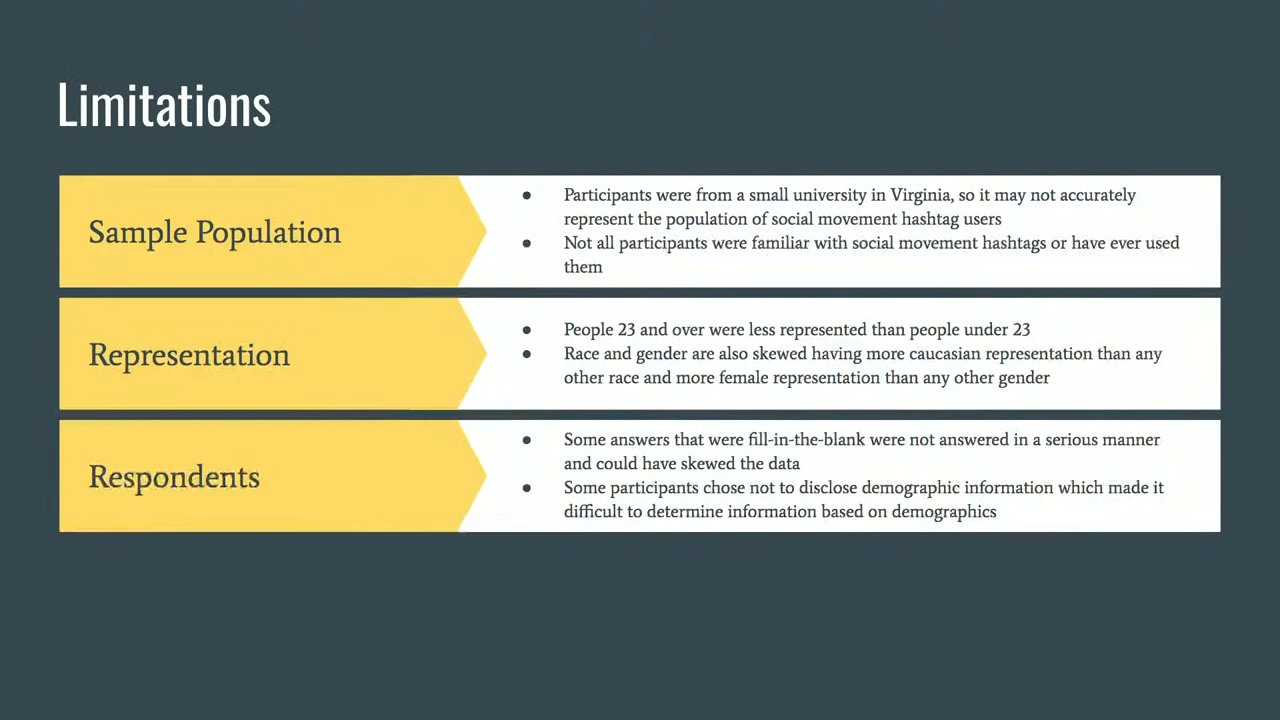 Limitations
Sample Population
● Participants were from a small university in Virginia, so it may not accurately
represent the population of social movement hashtag users
● Not all participants were familiar with social movement hashtags or have ever used
them
Representation
● People 23 and over were less represented than people under 23
● Race and gender are also skewed having more caucasian representation than any
other race and more female representation than any other gender
Respondents
● Some answers that were fill-in-the-blank were not answered in a serious manner
and could have skewed the data
● Some participants chose not to disclose demographic information which made it
difficult to determine information based on demographics